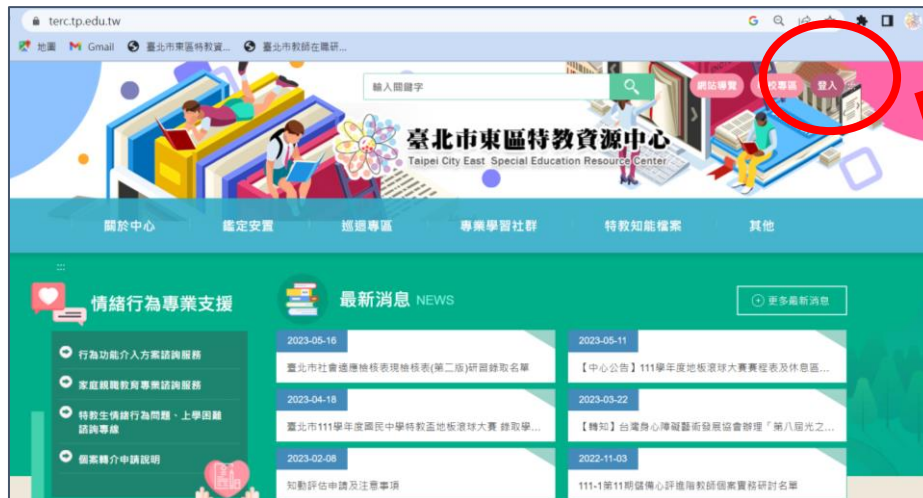 terc.tp.edu.tw
地圖 Gmail 臺北市東區特教資... 臺北市教師在職研...
輸入關鍵字
網站導覽 校專區 登入
臺北市東區特教資源中心
Taipei City East Special Education Resource Center
關於中心 鑑定安置 巡迴專區 專業學習社群 特教知能檔案 其他
:::
情緒行為專業支援
最新消息 NEWS
更多最新消息
行為功能介入方案諮詢服務
家庭親職教育專業諮詢服務
特教生情緒行為問題、上學困難
諮詢專線
個案轉介申請說明
2023-05-16
臺北市社會適應檢核表現檢核表(第二版)研習錄取名單
2023-05-11
【中心公告】111學年度地板滾球大賽賽程表及休息區...
2023-04-18
臺北市111學年度國民中學特教盃地板滾球大賽 錄取學...
2023-03-22
【轉知】台灣身心障礙藝術發展協會辦理「第八屆光之...
2023-02-08
知動評估申請及注意事項
2022-11-03
111-1第11期儲備心評進階教師個案實務研討名單